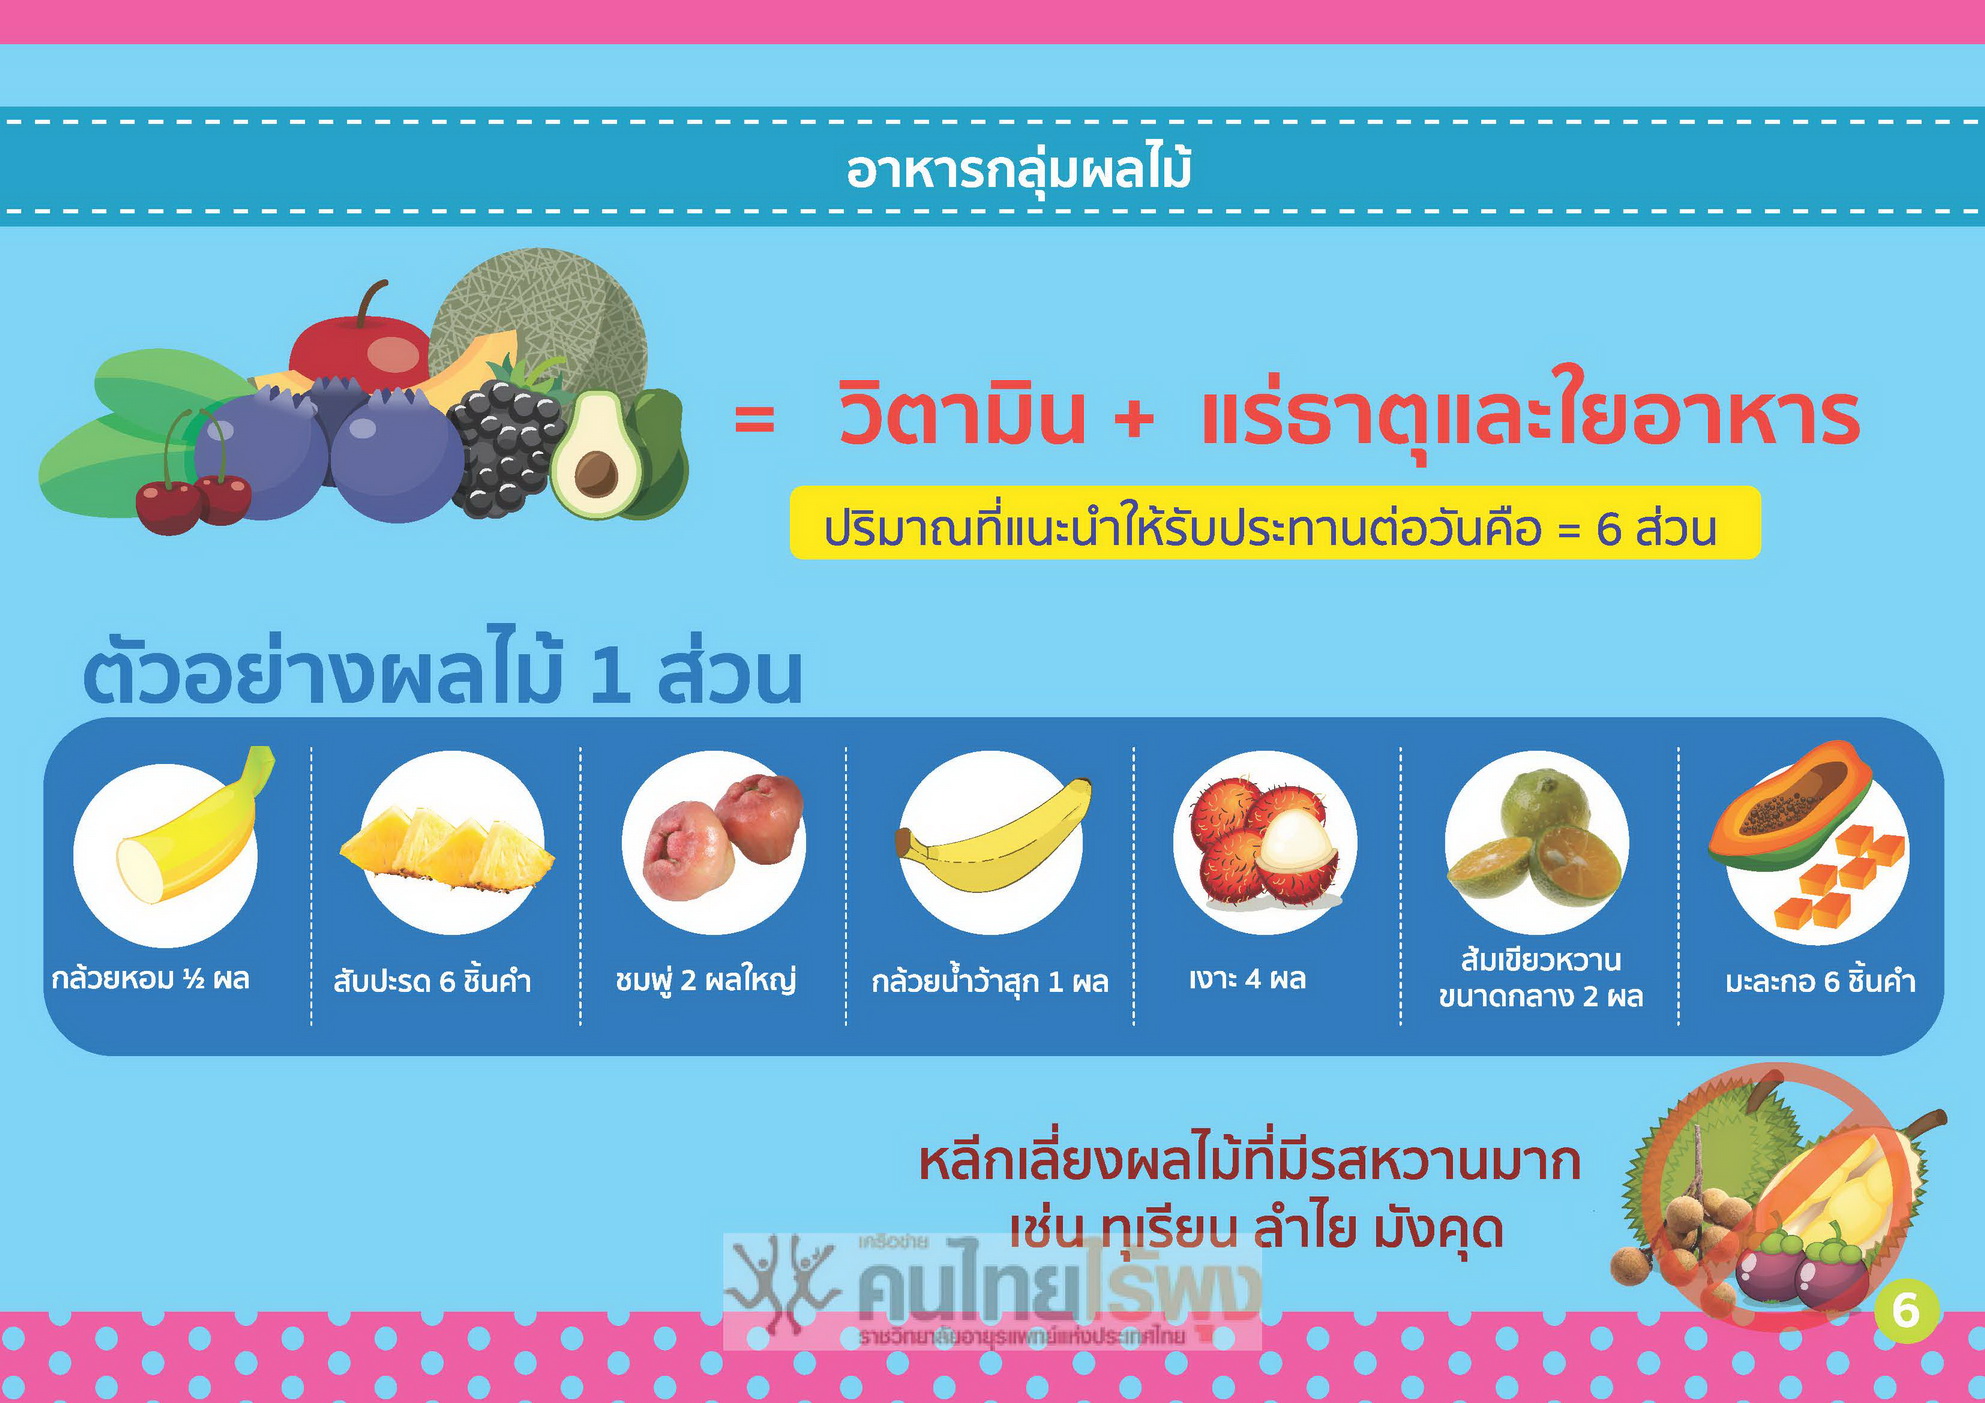 อาหารกลุ่มผลไม้
= วิตามิน + แร่ธาตุและใยอาหาร
ปริมาณที่แนะนำให้รับประทานต่อวันคือ = 6 ส่วน
ตัวอย่างผลไม้ 1 ส่วน
กล้วยหอม ½ ผล
สับปะรด 6 ชิ้นคำ
ชมพู่ 2 ผลใหญ่
กล้วยน้ำว้าสุก 1 ผล
เงาะ 4 ผล
ส้มเขียวหวาน
ขนาดกลาง 2 ผล
มะละกอ 6 ชิ้นคำ
หลีกเลี่ยงผลไม้ที่มีรสหวานมาก
เช่น ทุเรียน ลำไย มังคุด
เครือข่าย
คนไทยไร้พุง
ราชวิทยาลัยอายุรแพทย์แห่งประเทศไทย
6